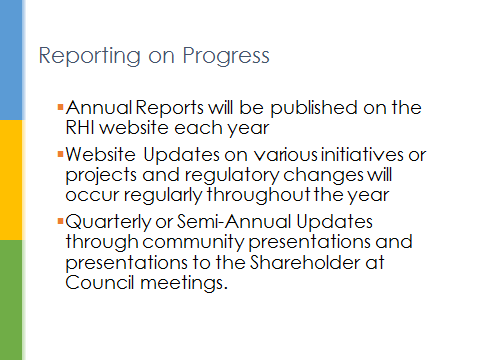 Reporting on Progress
▪Annual Reports will be published on the
RHI website each year
▪Website Updates on various initiatives or
projects and regulatory changes will
occur regularly throughout the year
▪Quarterly or Semi-Annual Updates
through community presentations and
presentations to the Shareholder at
Council meetings.